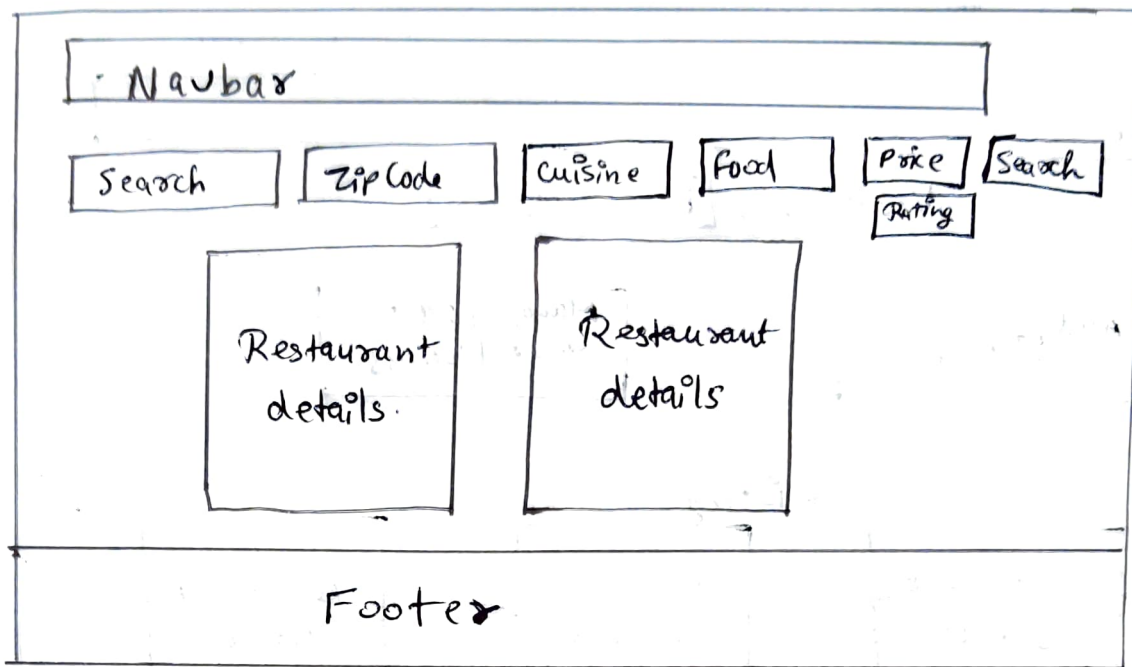 Navbar
Search
Zip Code
Cuisine
Food
Price
Search
Rating
Restaurant
details.
Restaurant
details
Footer